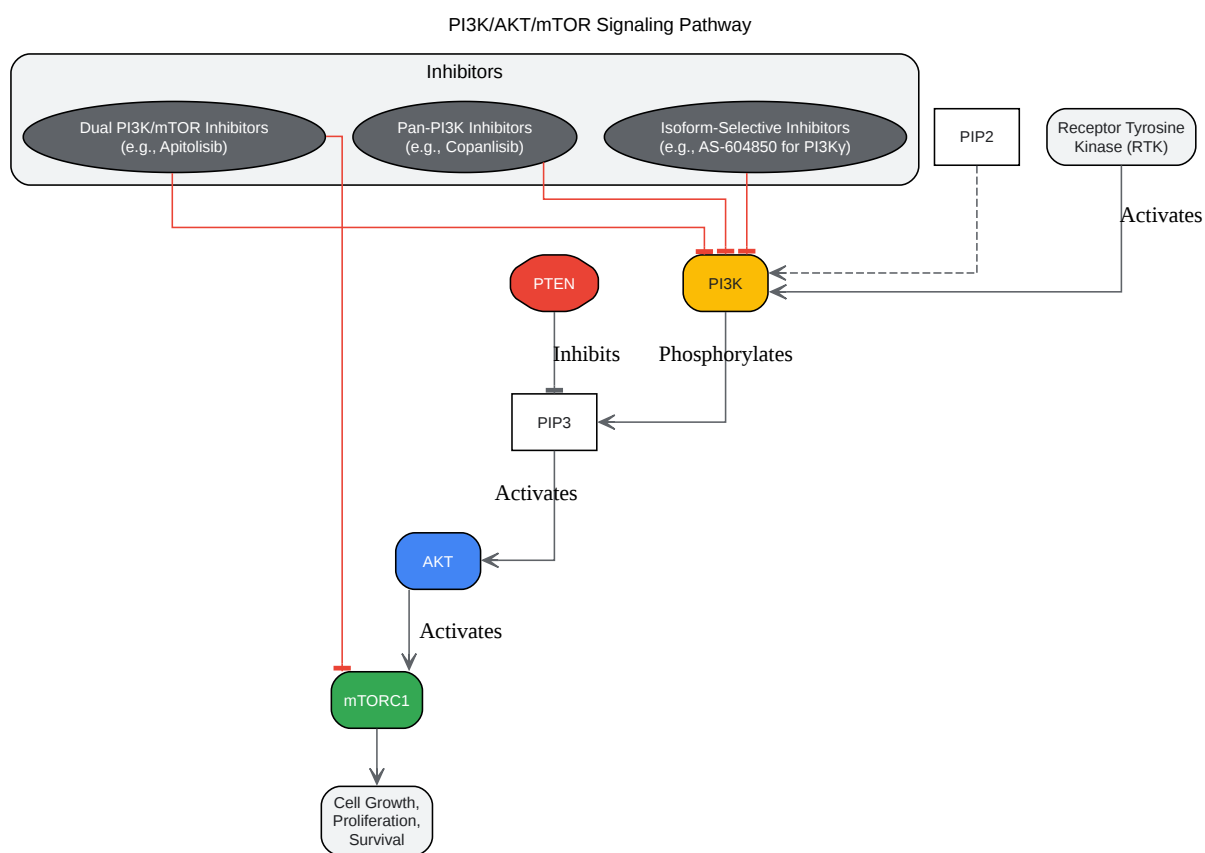 PI3K/AKT/mTOR Signaling Pathway
Inhibitors
Dual PI3K/mTOR Inhibitors
(e.g., Apitolisib)
Pan-PI3K Inhibitors
(e.g., Copanlisib)
Isoform-Selective Inhibitors
(e.g., AS-604850 for PI3Kγ)
PIP2
Receptor Tyrosine
Kinase (RTK)
Activates
PTEN
PI3K
Inhibits
Phosphorylates
PIP3
Activates
AKT
Activates
mTORC1
Cell Growth,
Proliferation,
Survival